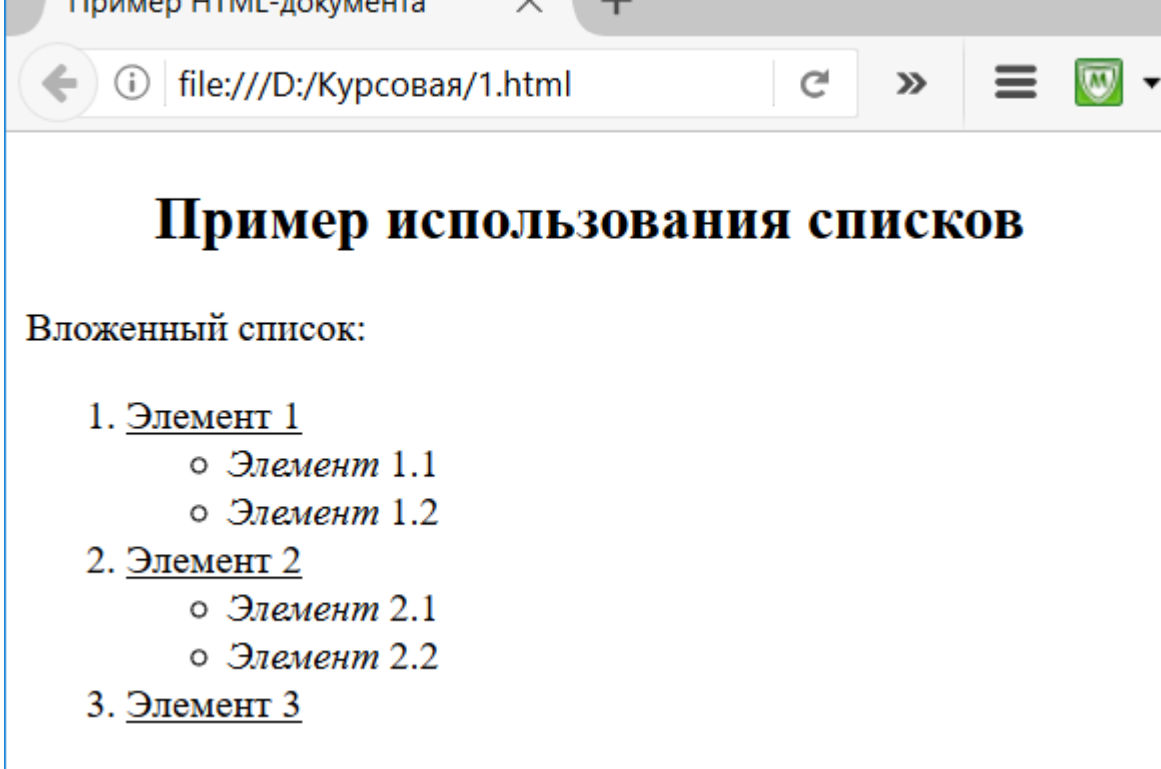 Пример HTML-документа
file:///D:/Курсовая/1.html
Пример использования списков
Вложенный список:
1. Элемент 1
Элемент 1.1
Элемент 1.2
2. Элемент 2
Элемент 2.1
Элемент 2.2
3. Элемент 3